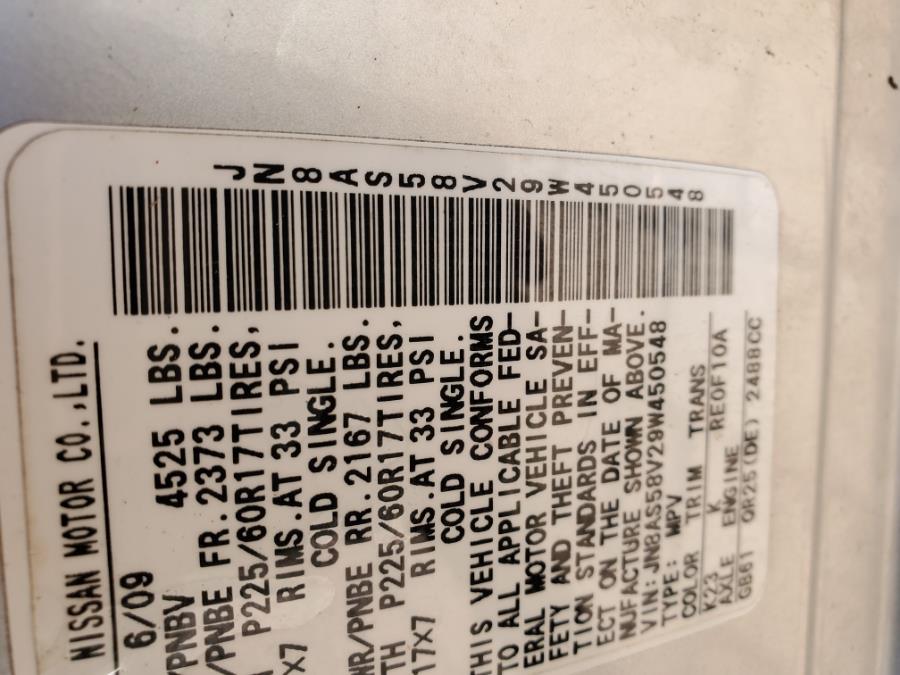 NISSAN MOTOR CO.,LTD.
6/09
/PNBV 4525 LBS.
/PNBE FR.2373 LBS.
P225/60R17TIRES,
×7 RIMS.AT 33 PSI
COLD SINGLE.
WR/PNBE RR.2167 LBS.
TH P225/60R17TIRES,
17×7 RIMS.AT 33 PSI
COLD SINGLE.
THIS VEHICLE CONFORMS
TO ALL APPLICABLE FED-
ERAL MOTOR VEHICLE SA-
FETY AND THEFT PREVEN-
TION STANDARDS IN EFF-
ECT ON THE DATE OF MA-
NUFACTURE SHOWN ABOVE.
VIN:JN8AS58V29W450548
TYPE: MPV
COLOR TRIM TRANS
K23 K RE0F10A
AXLE ENGINE
GB61 QR25(DE) 2488CC
JN8AS58V29W450548